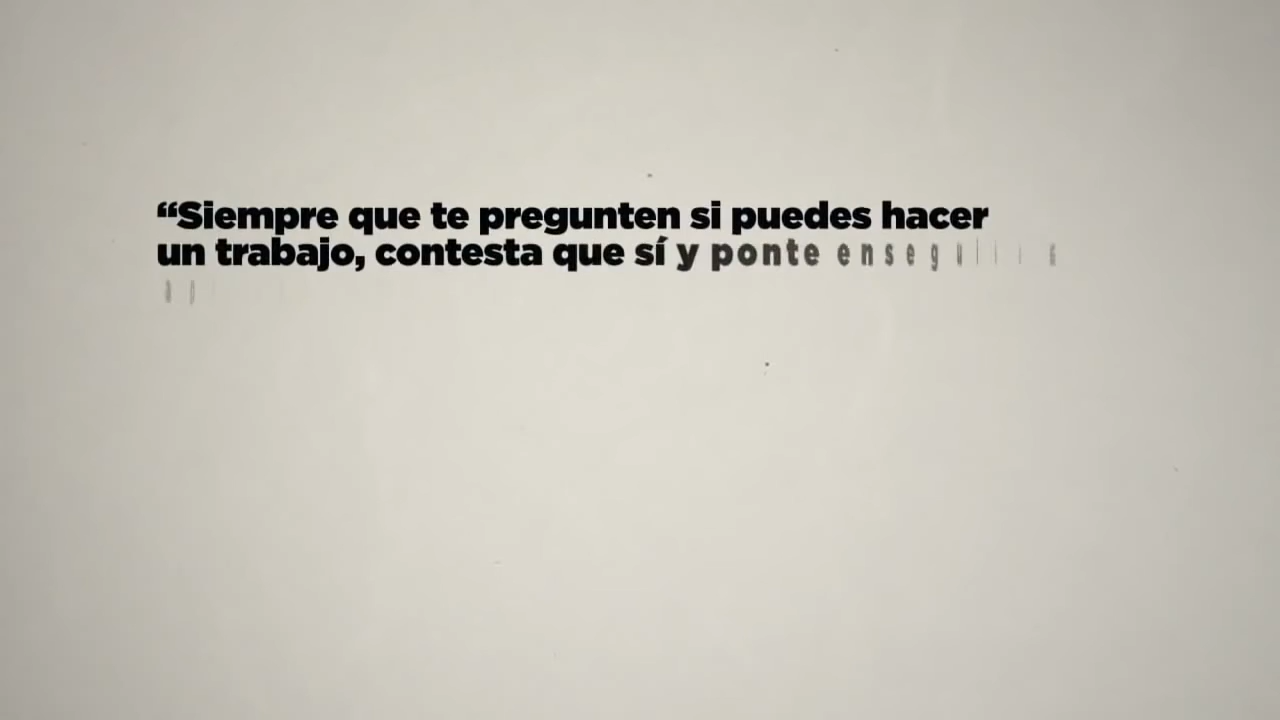 “Siempre que te pregunten si puedes hacer
un trabajo, contesta que sí y ponte